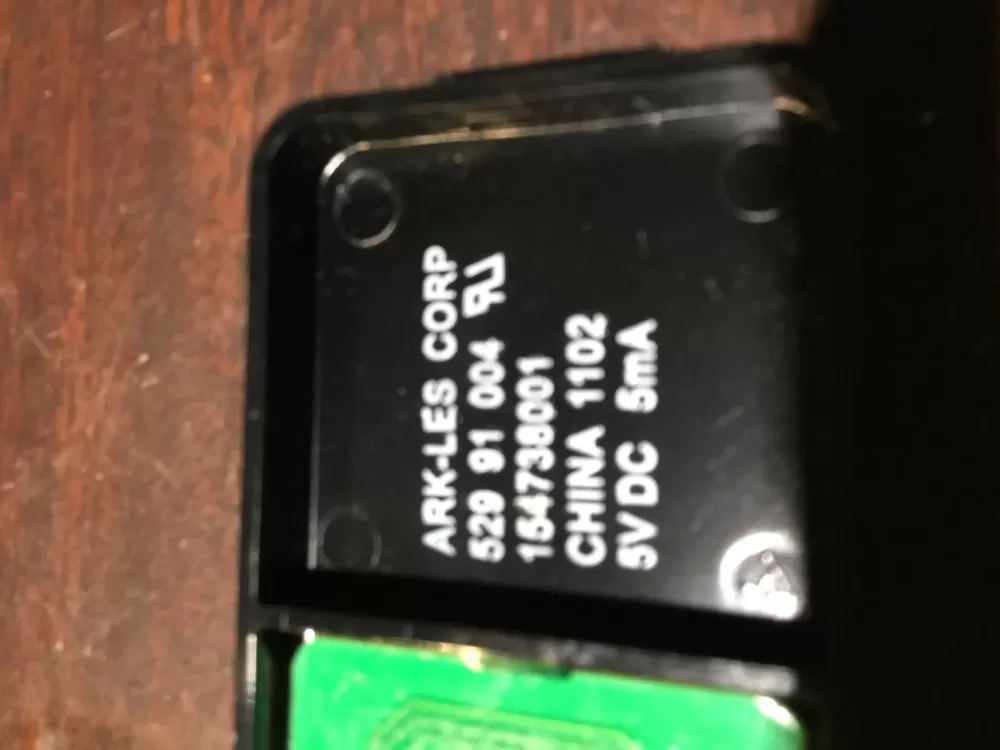 ARK-LES CORP
529 91 004
154738001
CHINA 1102
5VDC 5mA